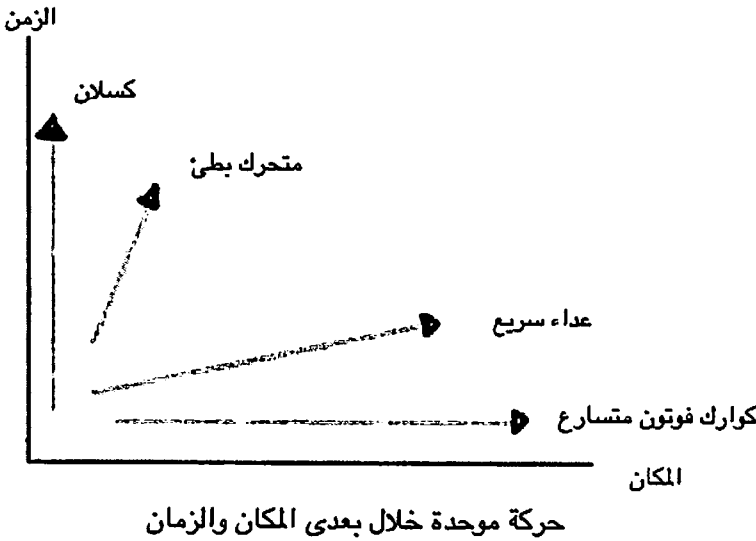 الزمن
كسلان
متحرك بطئ
عداء سريع
كوارك فوتون متسارع
المكان
حركة موحدة خلال بعدى المكان والزمان